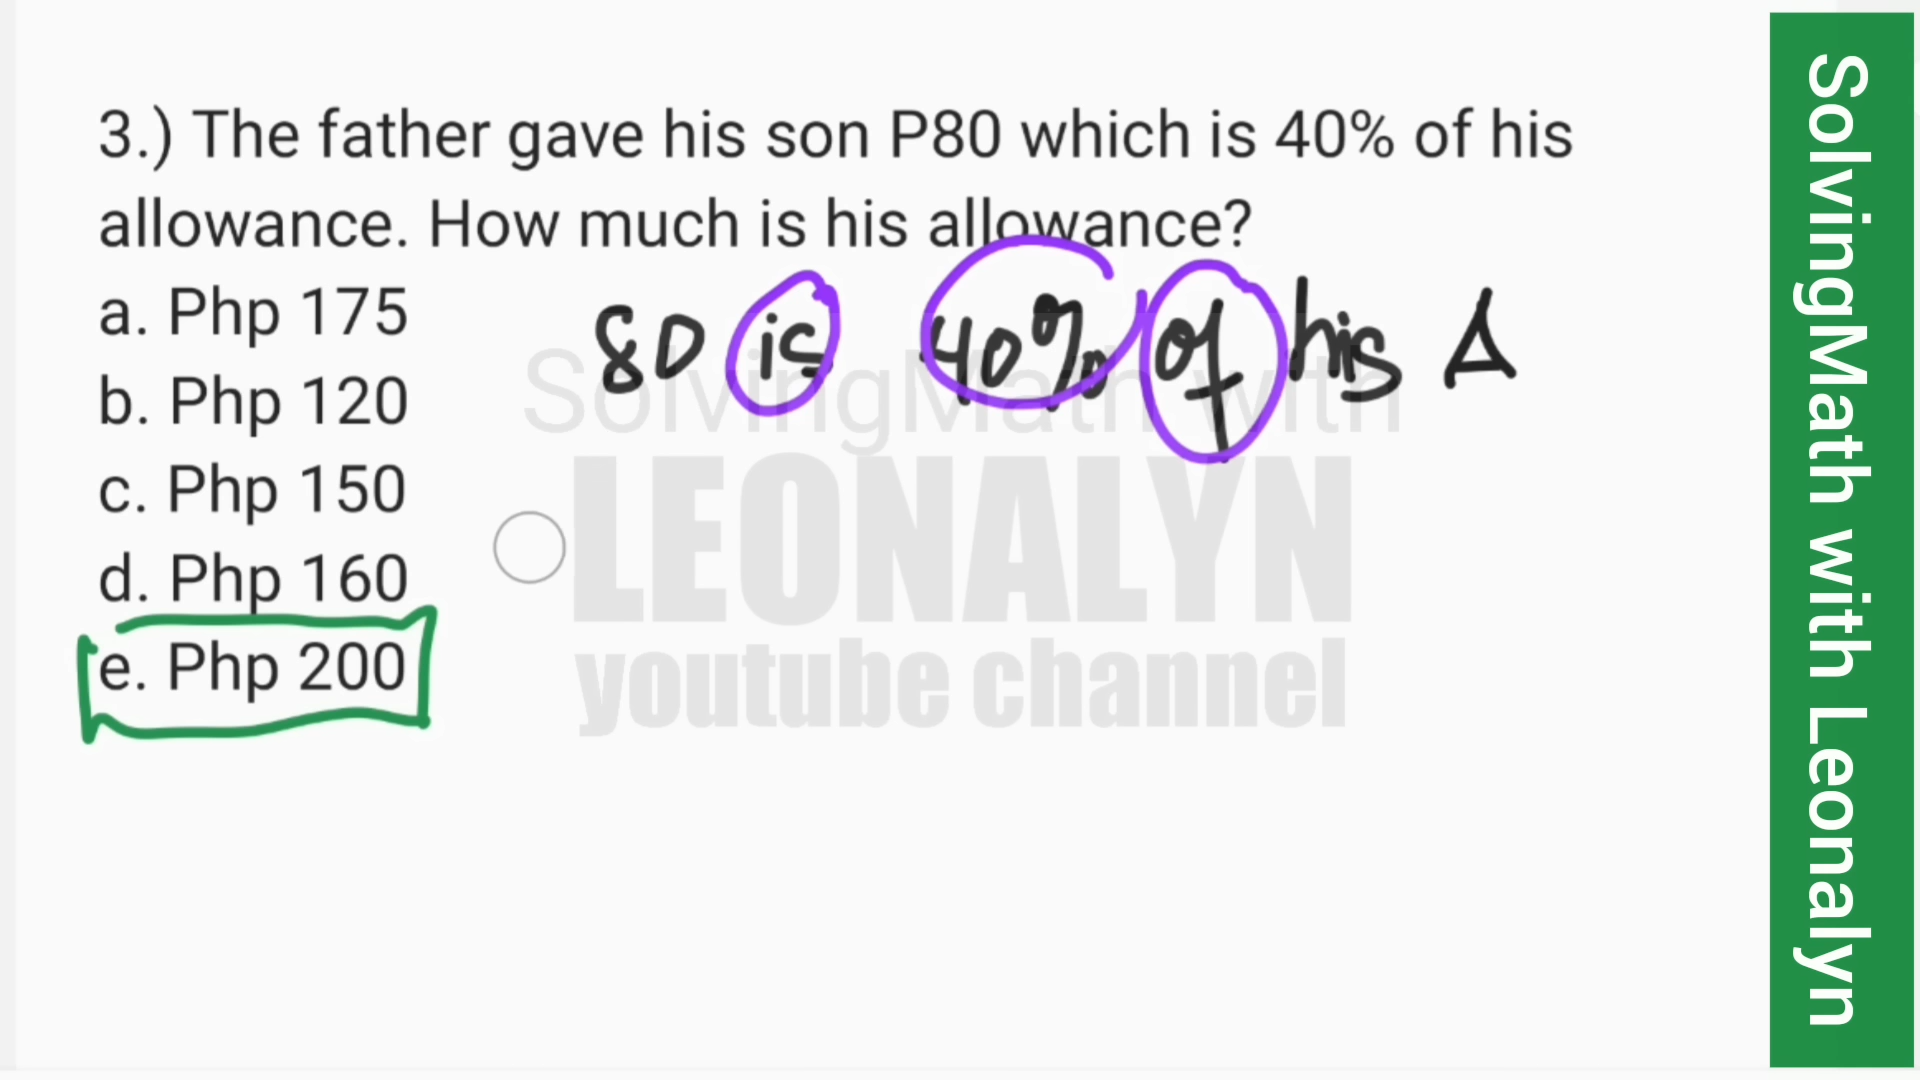 3.) The father gave his son P80 which is 40% of his
allowance. How much is his allowance?
a. Php 175
80 is 40% of his A
b. Php 120
c. Php 150
d. Php 160
e. Php 200
SolvingMath with
LEONALYN
youtube channel
SolvingMath with Leonalyn